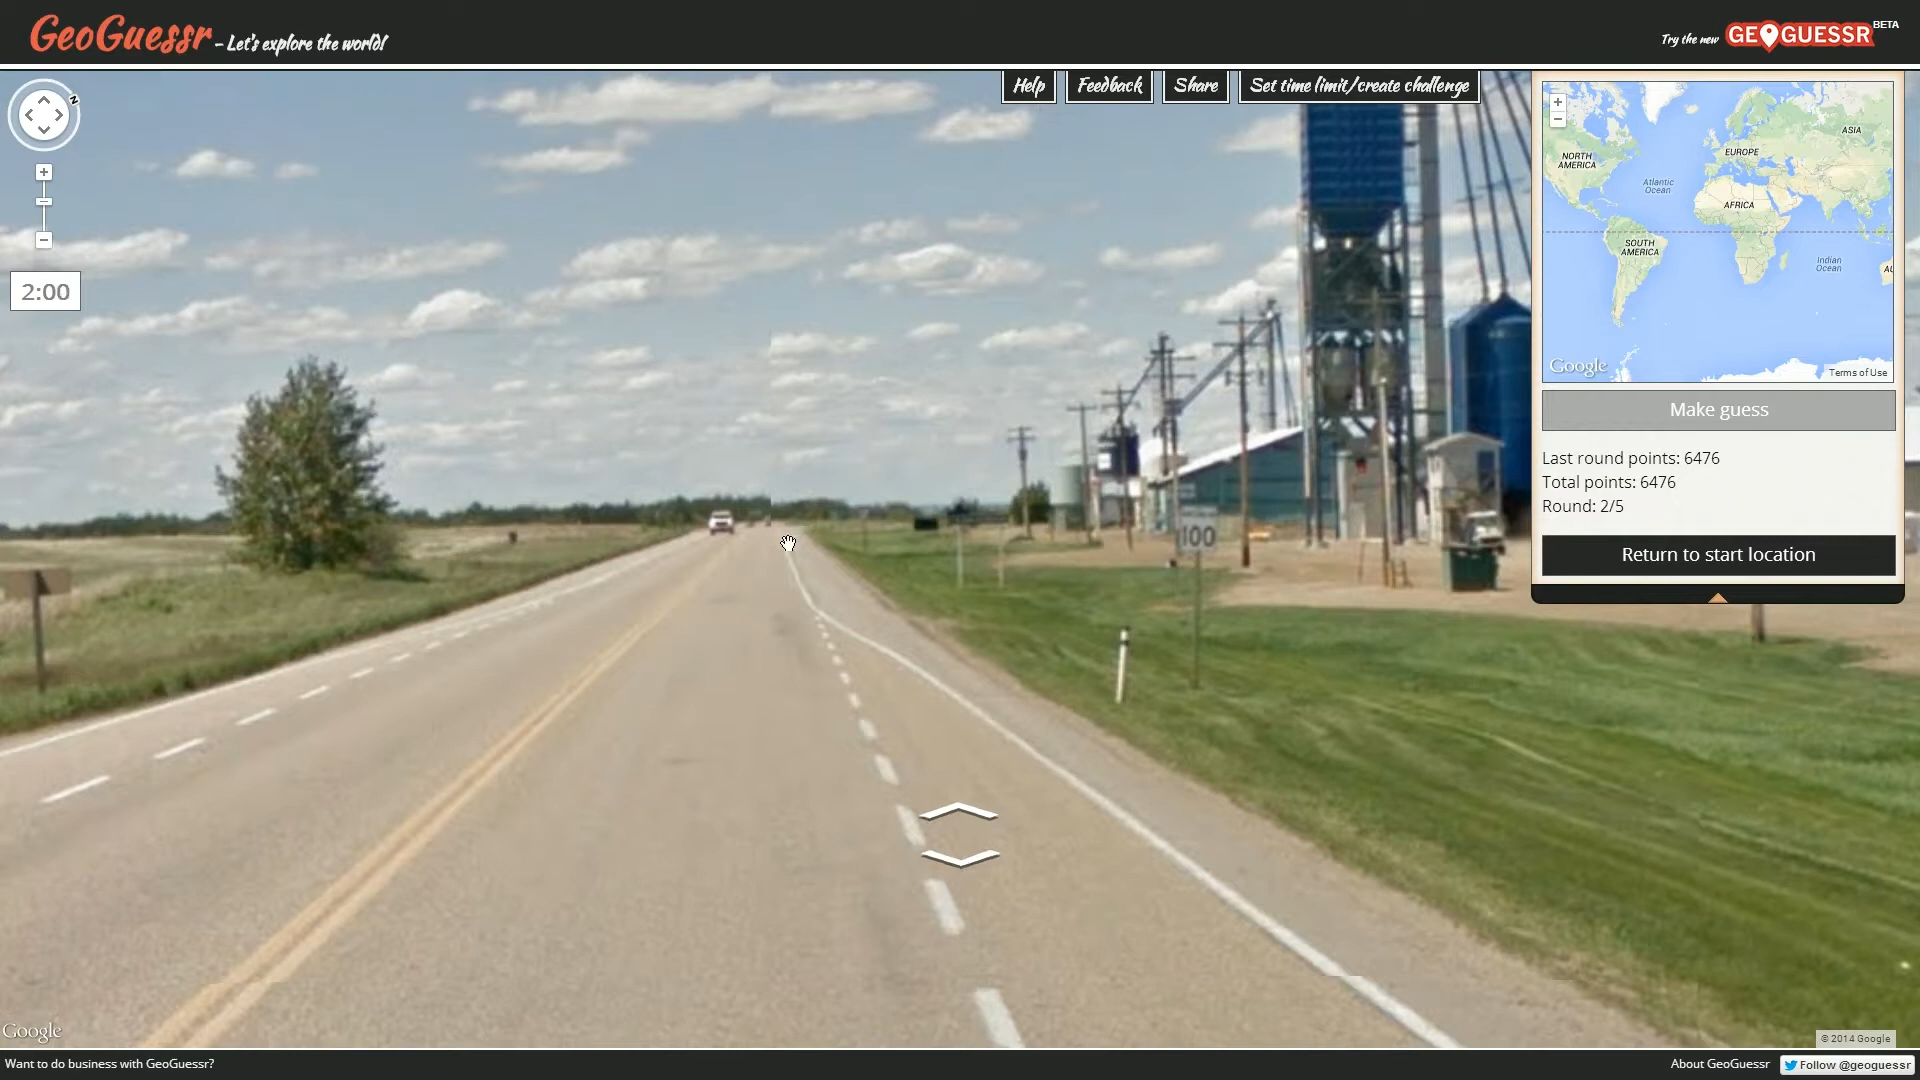 GeoGuessr - Let's explore the world!
Try the new GEOGUESSR BETA
Help Feedback Share Set time limit/create challenge
N
2:00
NORTH AMERICA
Atlantic Ocean
EUROPE
ASIA
AFRICA
SOUTH AMERICA
Indian Ocean
AU
Google
Terms of Use
Make guess
Last round points: 6476
Total points: 6476
Round: 2/5
Return to start location
100
Google
© 2014 Google
Want to do business with GeoGuessr?
About GeoGuessr
Follow @geoguessr